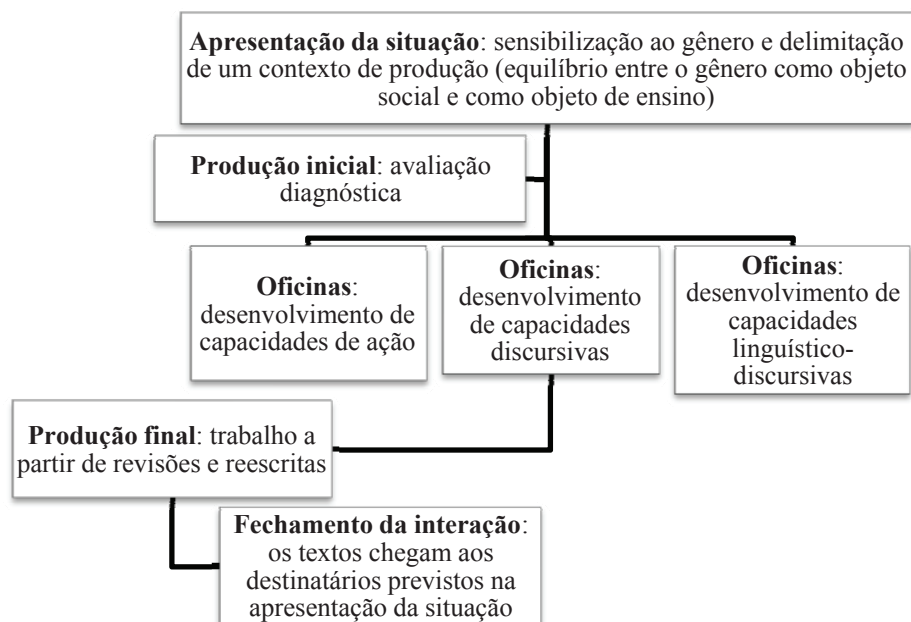 Apresentação da situação: sensibilização ao gênero e delimitação
de um contexto de produção (equilíbrio entre o gênero como objeto
social e como objeto de ensino)
Produção inicial: avaliação
diagnóstica
Oficinas:
desenvolvimento de
capacidades de ação
Oficinas:
desenvolvimento
de capacidades
discursivas
Oficinas:
desenvolvimento de
capacidades
linguístico-
discursivas
Produção final: trabalho a
partir de revisões e reescritas
Fechamento da interação:
os textos chegam aos
destinatários previstos na
apresentação da situação